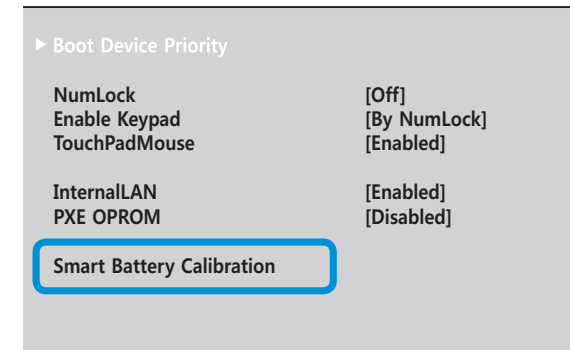 ▶ Boot Device Priority
NumLock [Off]
Enable Keypad [By NumLock]
TouchPadMouse [Enabled]
InternalLAN [Enabled]
PXE OPROM [Disabled]
Smart Battery Calibration